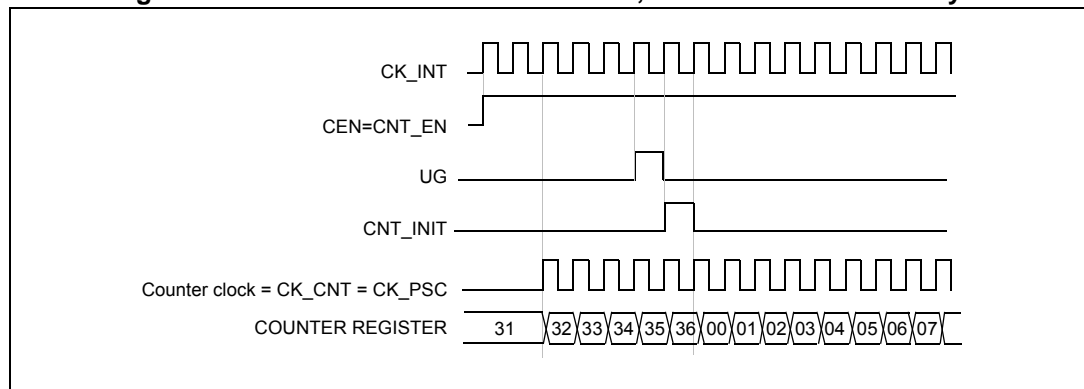 CK_INT
CEN=CNT_EN
UG
CNT_INIT
Counter clock = CK_CNT = CK_PSC
COUNTER REGISTER 31 32 33 34 35 36 00 01 02 03 04 05 06 07